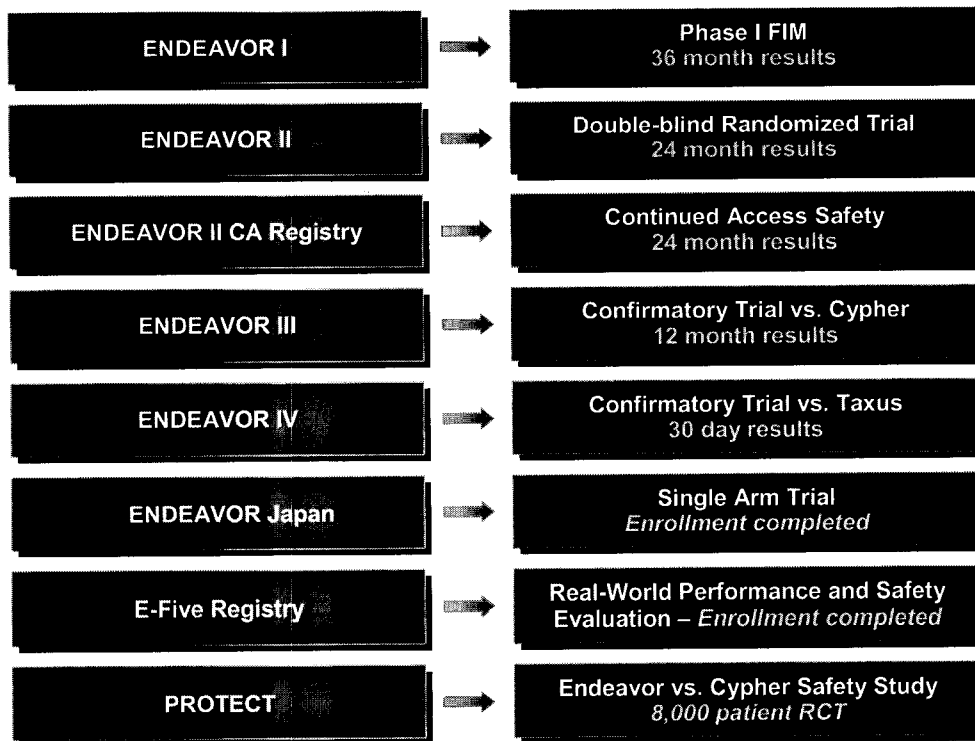 ENDEAVOR I
Phase I FIM
36 month results
ENDEAVOR II
Double-blind Randomized Trial
24 month results
ENDEAVOR II CA Registry
Continued Access Safety
24 month results
ENDEAVOR III
Confirmatory Trial vs. Cypher
12 month results
ENDEAVOR IV
Confirmatory Trial vs. Taxus
30 day results
ENDEAVOR Japan
Single Arm Trial
Enrollment completed
E-Five Registry
Real-World Performance and Safety
Evaluation – Enrollment completed
PROTECT
Endeavor vs. Cypher Safety Study
8,000 patient RCT